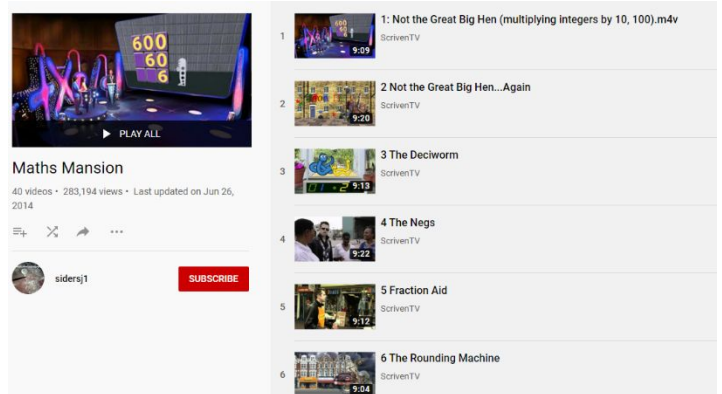 600
60
6
PLAY ALL
Maths Mansion
40 videos • 283,194 views • Last updated on Jun 26,
2014
sidersj1
SUBSCRIBE
1
9:09
1: Not the Great Big Hen (multiplying integers by 10, 100).m4v
ScrivenTV
2
9:20
2 Not the Great Big Hen...Again
ScrivenTV
3
9:13
3 The Deciworm
ScrivenTV
4
9:22
4 The Negs
ScrivenTV
5
9:12
5 Fraction Aid
ScrivenTV
6
9:04
6 The Rounding Machine
ScrivenTV